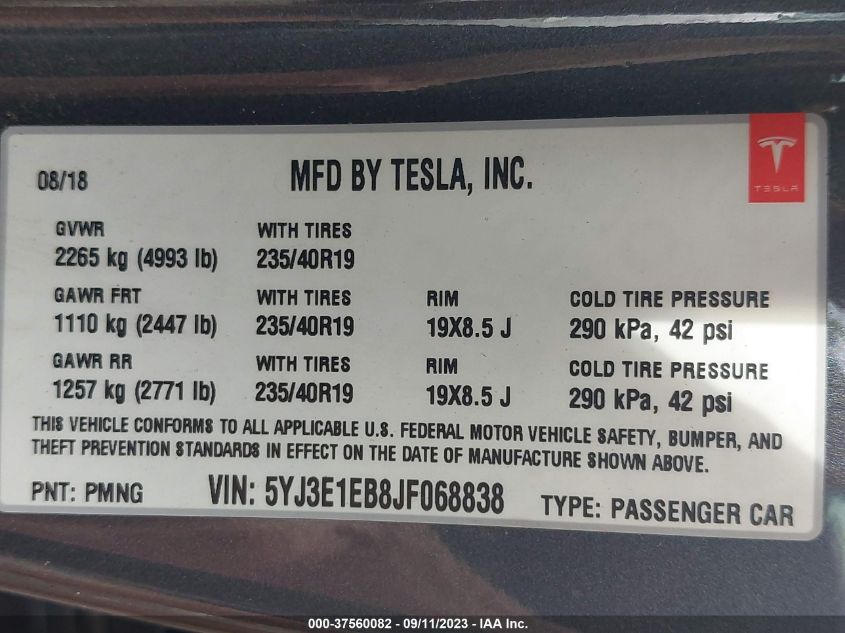 08/18
MFD BY TESLA, INC.
TESLA
GVWR WITH TIRES
2265 kg (4993 lb) 235/40R19
GAWR FRT WITH TIRES RIM COLD TIRE PRESSURE
1110 kg (2447 lb) 235/40R19 19X8.5 J 290 kPa, 42 psi
GAWR RR WITH TIRES RIM COLD TIRE PRESSURE
1257 kg (2771 lb) 235/40R19 19X8.5 J 290 kPa, 42 psi
THIS VEHICLE CONFORMS TO ALL APPLICABLE U.S. FEDERAL MOTOR VEHICLE SAFETY, BUMPER, AND
THEFT PREVENTION STANDARDS IN EFFECT ON THE DATE OF MANUFACTURE SHOWN ABOVE.
PNT: PMNG VIN: 5YJ3E1EB8JF068838 TYPE: PASSENGER CAR
000-37560082 - 09/11/2023 - IAA Inc.